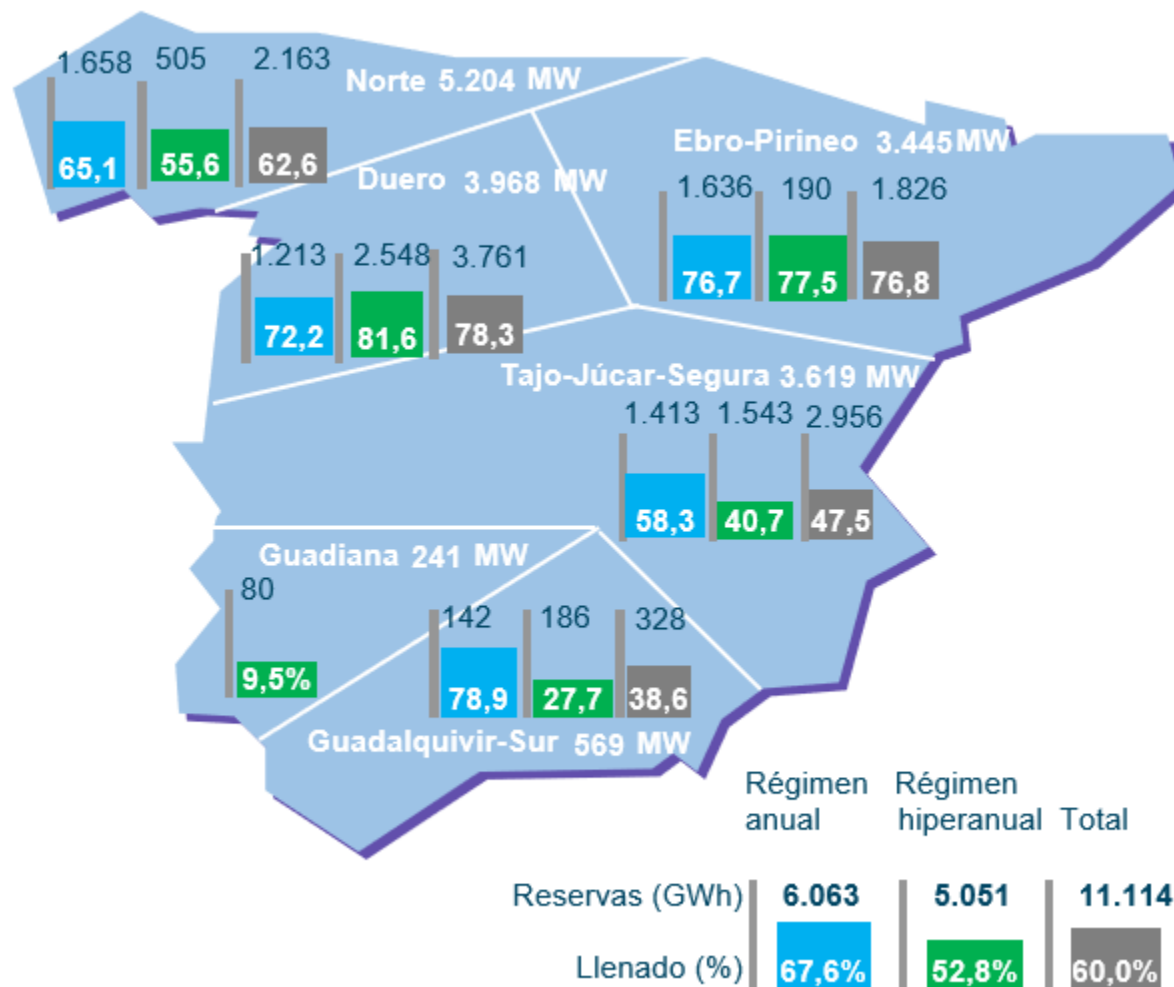 1.658 505 2.163
Norte 5.204 MW
65,1 55,6 62,6
Ebro-Pirineo 3.445 MW
Duero 3.968 MW
1.636 190 1.826
76,7 77,5 76,8
1.213 2.548 3.761
72,2 81,6 78,3
Tajo-Júcar-Segura 3.619 MW
1.413 1.543 2.956
58,3 40,7 47,5
Guadiana 241 MW
80
9,5%
142 186 328
78,9 27,7 38,6
Guadalquivir-Sur 569 MW
Régimen anual
Régimen hiperanual
Total
Reservas (GWh) 6.063 5.051 11.114
Llenado (%) 67,6% 52,8% 60,0%